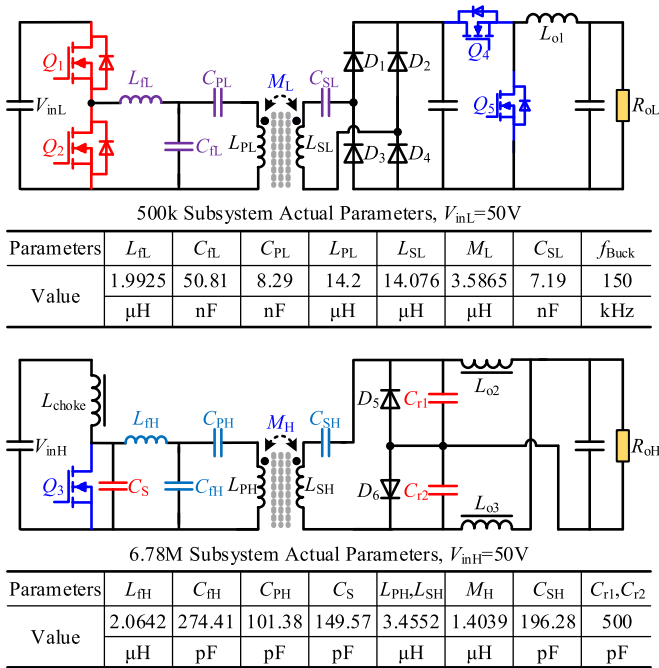 Q1 LfL CPL ML CSL D1 D2 Q4 Lo1
VinL Q5 RoL
Q2 CfL LPL LSL D3 D4
500k Subsystem Actual Parameters, VinL=50V
Parameters LfL CfL CPL LPL LSL ML CSL fBuck
Value 1.9925 50.81 8.29 14.2 14.076 3.5865 7.19 150
μH nF nF μH μH μH nF kHz
Lchoke LfH CPH MH CSH D5 Cr1 Lo2
VinH RoH
Q3 CS CfH LPH LSH D6 Cr2 Lo3
6.78M Subsystem Actual Parameters, VinH=50V
Parameters LfH CfH CPH CS LPH,LSH MH CSH Cr1,Cr2
Value 2.0642 274.41 101.38 149.57 3.4552 1.4039 196.28 500
μH pF pF pF μH μH pF pF